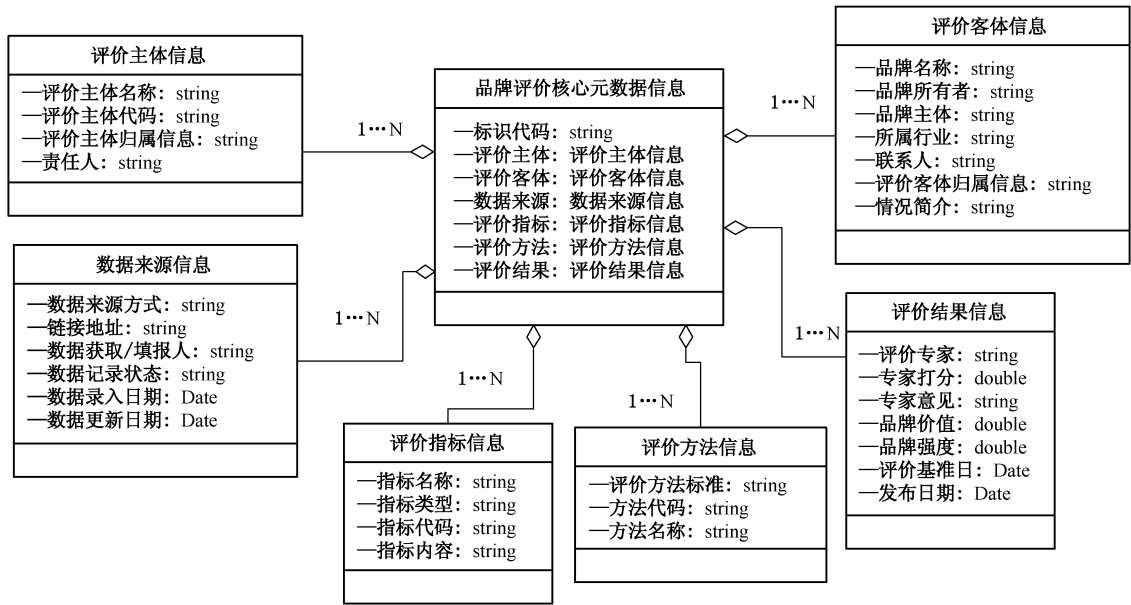 评价主体信息
—评价主体名称：string
—评价主体代码：string
—评价主体归属信息：string
—责任人：string
1…N
品牌评价核心元数据信息
—标识代码：string
—评价主体：评价主体信息
—评价客体：评价客体信息
—数据来源：数据来源信息
—评价指标：评价指标信息
—评价方法：评价方法信息
—评价结果：评价结果信息
1…N
评价客体信息
—品牌名称：string
—品牌所有者：string
—品牌主体：string
—所属行业：string
—联系人：string
—评价客体归属信息：string
—情况简介：string
数据来源信息
—数据来源方式：string
—链接地址：string
—数据获取/填报人：string
—数据记录状态：string
—数据录入日期：Date
—数据更新日期：Date
1…N
1…N
评价指标信息
—指标名称：string
—指标类型：string
—指标代码：string
—指标内容：string
1…N
评价方法信息
—评价方法标准：string
—方法代码：string
—方法名称：string
1…N
评价结果信息
—评价专家：string
—专家打分：double
—专家意见：string
—品牌价值：double
—品牌强度：double
—评价基准日：Date
—发布日期：Date